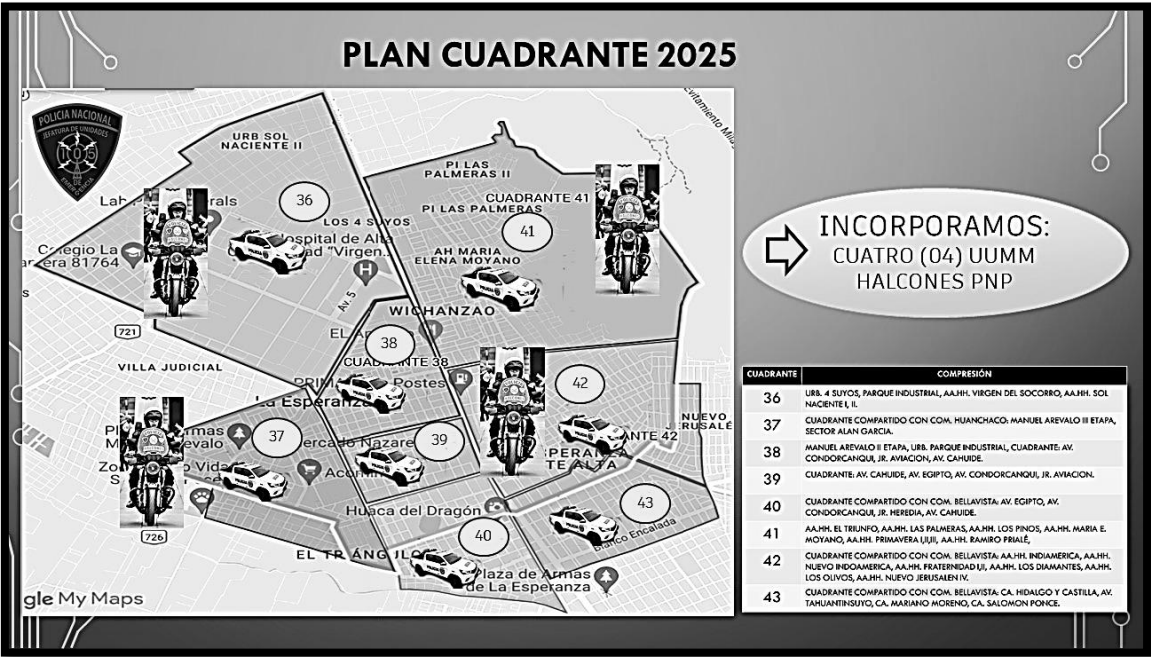 PLAN CUADRANTE 2025
POLICIA NACIONAL
JEFATURA DE UNIDADES
105
DE
EMERGENCIA
URB SOL
NACIENTE II
36
LOS 4 SUYOS
Hospital de Alta
"Virgen...
Colegio La
81764
Av. 5
721
VILLA JUDICIAL
PI LAS
PALMERAS II
CUADRANTE 41
PI LAS PALMERAS
41
AH MARIA
ELENA MOYANO
WICHANZAO
38
CUADRANTE 38
Postes
La Esperanza
42
NUEVO
37
39
Huaca del Dragón
43
40
726
EL TRIÁNGULO
Blanco Encalada
Plaza de Armas
de La Esperanza
gle My Maps
INCORPORAMOS:
CUATRO (04) UUMM
HALCONES PNP
CUADRANTE COMPRESIÓN
36 URB. 4 SUYOS, PARQUE INDUSTRIAL, AA.HH. VIRGEN DEL SOCORRO, AA.HH. SOL
NACIENTE I, II.
37 CUADRANTE COMPARTIDO CON COM. HUANCHACO: MANUEL AREVALO III ETAPA,
SECTOR ALAN GARCIA.
38 MANUEL AREVALO II ETAPA, URB. PARQUE INDUSTRIAL, CUADRANTE: AV.
CONDORCANQUI, JR. AVIACION, AV. CAHUIDE.
39 CUADRANTE: AV. CAHUIDE, AV. EGIPTO, AV. CONDORCANQUI, JR. AVIACION.
40 CUADRANTE COMPARTIDO CON COM. BELLAVISTA: AV. EGIPTO, AV.
CONDORCANQUI, JR. HEREDIA, AV. CAHUIDE.
41 AA.HH. EL TRIUNFO, AA.HH. LAS PALMERAS, AA.HH. LOS PINOS, AA.HH. MARIA E.
MOYANO, AA.HH. PRIMAVERA I,II,III, AA.HH. RAMIRO PRIALÉ,
42 CUADRANTE COMPARTIDO CON COM. BELLAVISTA: AA.HH. INDIAMERICA, AA.HH.
NUEVO INDOAMERICA, AA.HH. FRATERNIDAD I,II, AA.HH. LOS DIAMANTES, AA.HH.
LOS OLIVOS, AA.HH. NUEVO JERUSALEN IV.
43 CUADRANTE COMPARTIDO CON COM. BELLAVISTA: CA. HIDALGO Y CASTILLA, AV.
TAHUANTINSUYO, CA. MARIANO MORENO, CA. SALOMON PONCE.